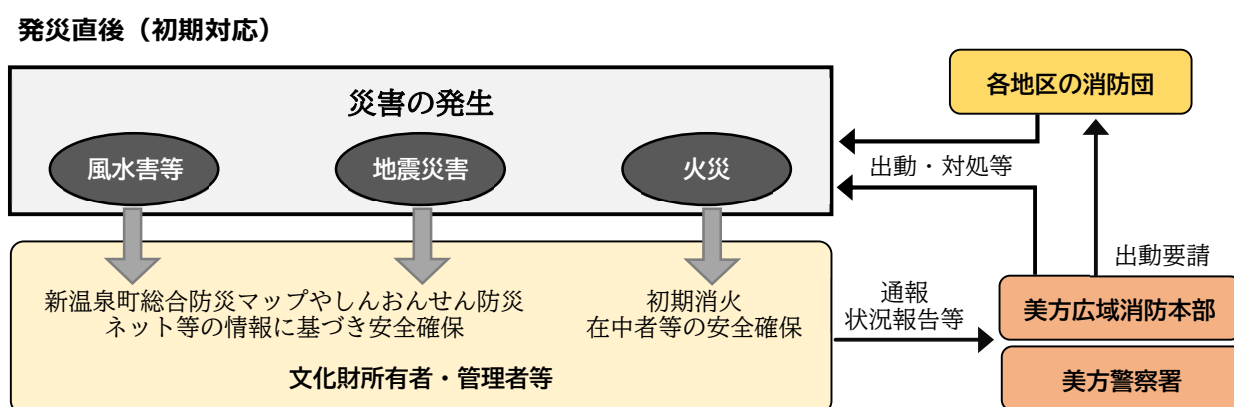 発災直後（初期対応）
災害の発生
風水害等
地震災害
火災
各地区の消防団
出動・対処等
出動要請
新温泉町総合防災マップやしんおんせん防災
ネット等の情報に基づき安全確保
初期消火
在中者等の安全確保
文化財所有者・管理者等
通報
状況報告等
美方広域消防本部
美方警察署